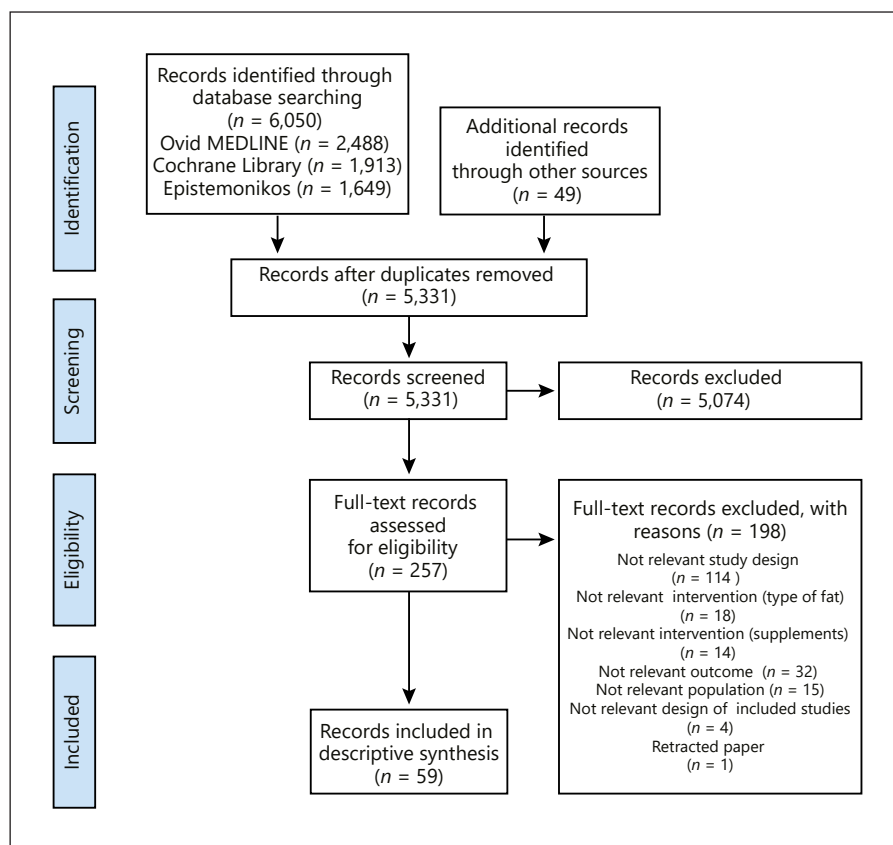 Identification
Records identified through
database searching
(n = 6,050)
Ovid MEDLINE (n = 2,488)
Cochrane Library (n = 1,913)
Epistemonikos (n = 1,649)
Additional records
identified
through other sources
(n = 49)
Records after duplicates removed
(n = 5,331)
Screening
Records screened
(n = 5,331)
Records excluded
(n = 5,074)
Eligibility
Full-text records
assessed
for eligibility
(n = 257)
Full-text records excluded, with
reasons (n = 198)
Not relevant study design
(n = 114 )
Not relevant intervention (type of fat)
(n = 18)
Not relevant intervention (supplements)
(n = 14)
Not relevant outcome (n = 32)
Not relevant population (n = 15)
Not relevant design of included studies
(n = 4)
Retracted paper
(n = 1)
Included
Records included in
descriptive synthesis
(n = 59)